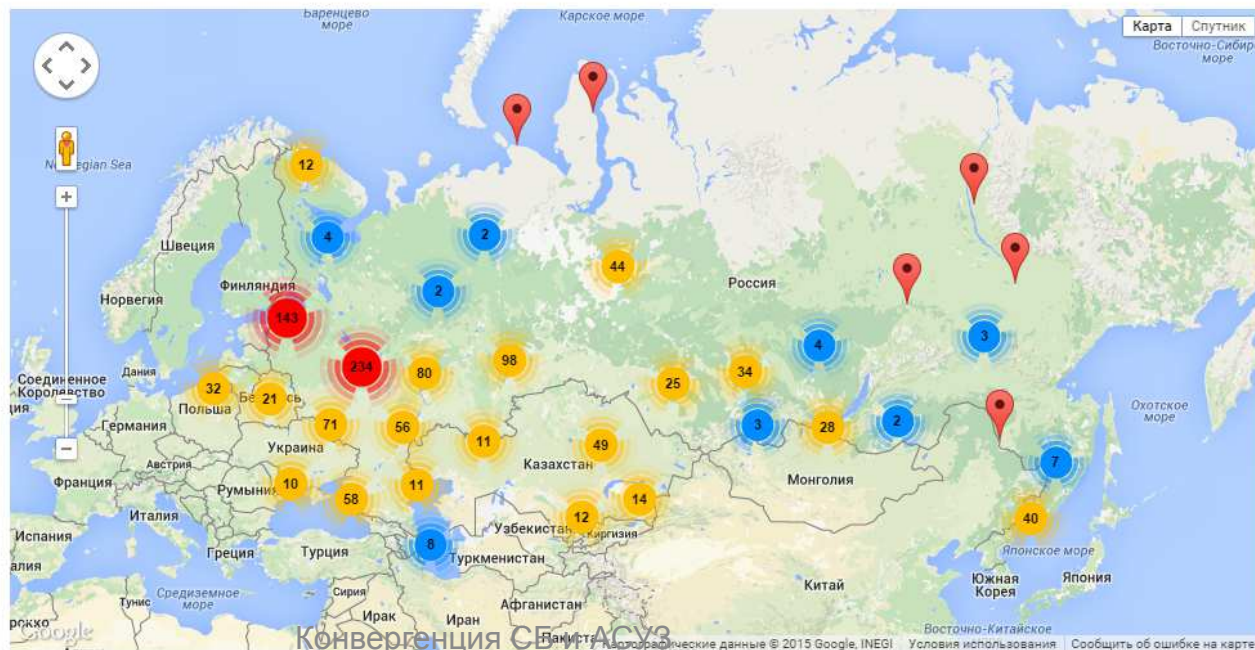 Баренцево
море
Карское море
Карта
Спутник
море
Norwegian Sea
12
4
2
44
Швеция
Россия
Финляндия
2
Норвегия
143
3
4
234
80
98
34
25
Соединенное
Королевство
Дания
32
21
Беларусь
Польша
Германия
71
56
11
49
3
28
2
Охотское
море
Украина
Казахстан
Австрия
Франция
Румыния
10
58
11
14
12
Монголия
7
40
Италия
Узбекистан
Киргизия
Испания
Греция
Турция
8
Туркменистан
Японское море
Китай
Южная
Корея
Япония
Сирия
Тунис
Средиземное
море
Ирак
Иран
Афганистан
Google
Конвергенция СБ и АСУЗ
Восточно-Китайское
Картографические данные © 2015 Google, INEGI
Условия использования
Сообщить об ошибке на карте